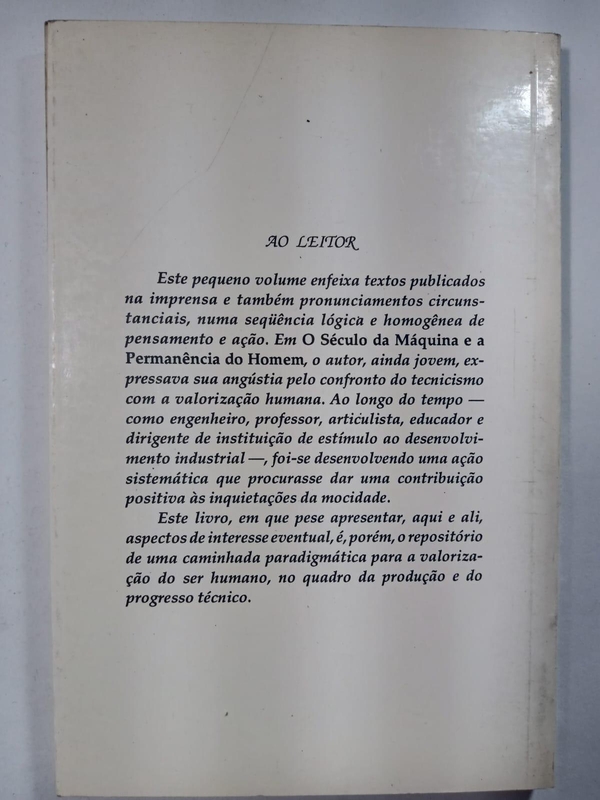 AO LEITOR
Este pequeno volume enfeixa textos publicados
na imprensa e também pronunciamentos circuns-
tanciais, numa seqüência lógica e homogênea de
pensamento e ação. Em O Século da Máquina e a
Permanência do Homem, o autor, ainda jovem, ex-
pressava sua angústia pelo confronto do tecnicismo
com a valorização humana. Ao longo do tempo —
como engenheiro, professor, articulista, educador e
dirigente de instituição de estímulo ao desenvolvi-
mento industrial —, foi-se desenvolvendo uma ação
sistemática que procurasse dar uma contribuição
positiva às inquietações da mocidade.
Este livro, em que pese apresentar, aqui e ali,
aspectos de interesse eventual, é, porém, o repositório
de uma caminhada paradigmática para a valoriza-
ção do ser humano, no quadro da produção e do
progresso técnico.